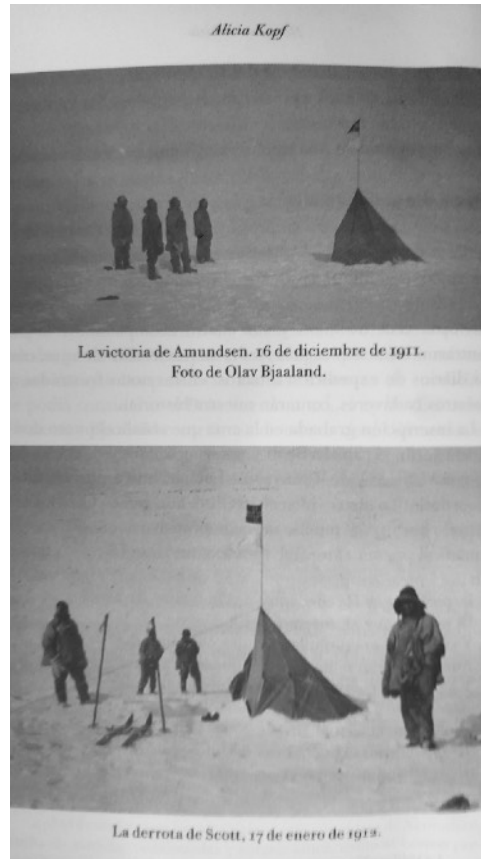 Alicia Kopf
La victoria de Amundsen. 16 de diciembre de 1911.
Foto de Olav Bjaaland.
La derrota de Scott, 17 de enero de 1912.